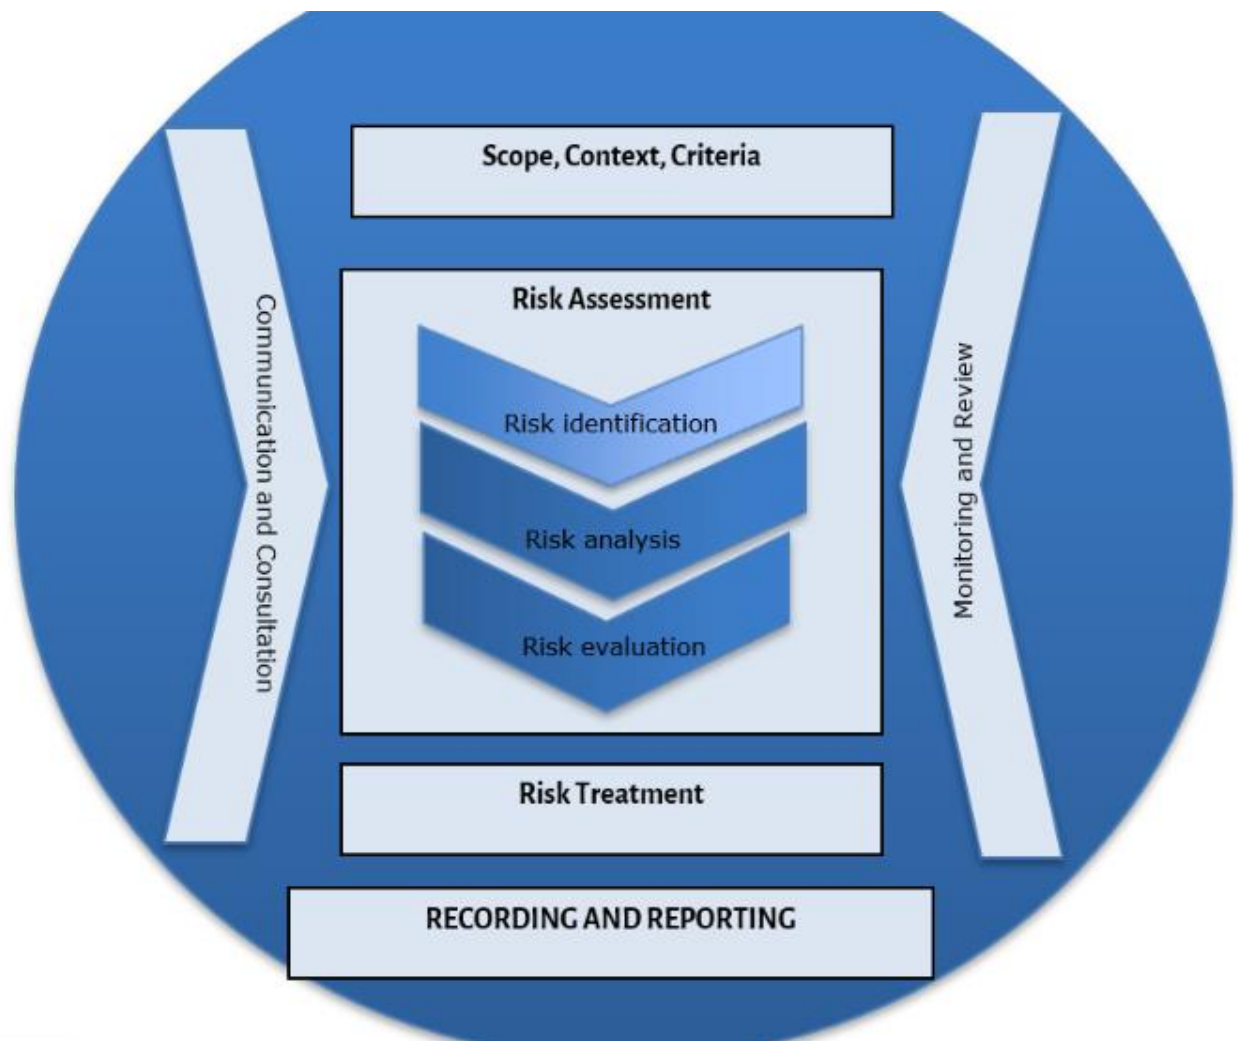 Scope, Context, Criteria
Communication and Consultation
Risk Assessment
Risk identification
Risk analysis
Risk evaluation
Monitoring and Review
Risk Treatment
RECORDING AND REPORTING